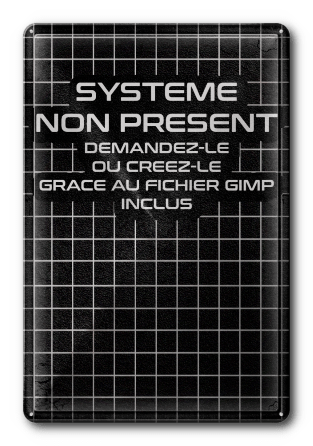 SYSTEME
NON PRESENT
DEMANDEZ-LE
OU CREEZ-LE
GRACE AU FICHIER GIMP
INCLUS